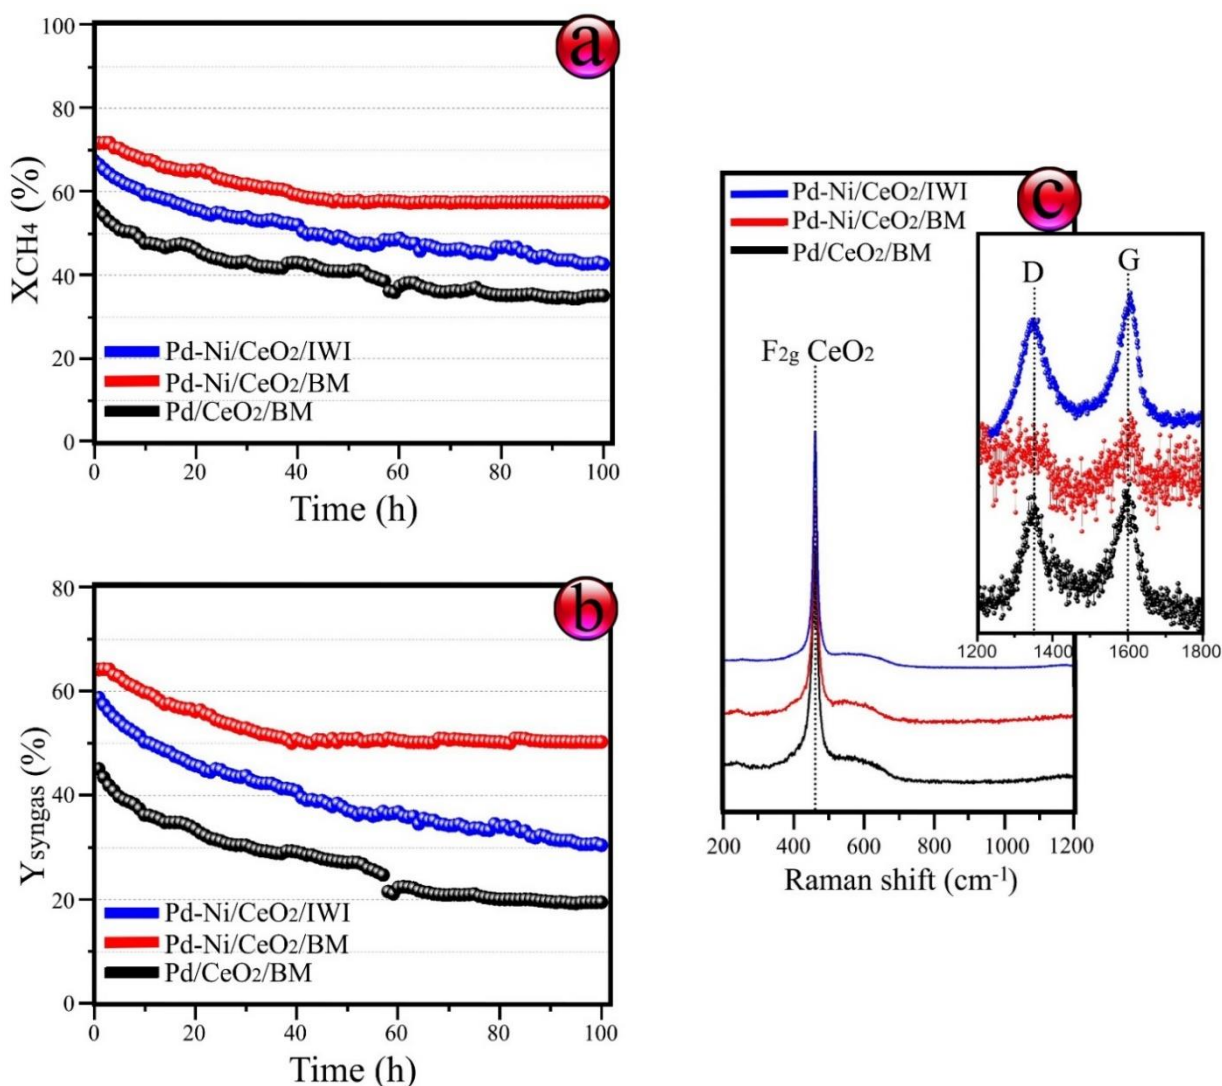 a
100
80
60
40
20
0
XCH4 (%)
Pd-Ni/CeO2/IWI
Pd-Ni/CeO2/BM
Pd/CeO2/BM
0 20 40 60 80 100
Time (h)
b
80
60
40
20
0
Ysyngas (%)
Pd-Ni/CeO2/IWI
Pd-Ni/CeO2/BM
Pd/CeO2/BM
0 20 40 60 80 100
Time (h)
c
Pd-Ni/CeO2/IWI
Pd-Ni/CeO2/BM
Pd/CeO2/BM
D G
F2g CeO2
1200 1400 1600 1800
200 400 600 800 1000 1200
Raman shift (cm-1)